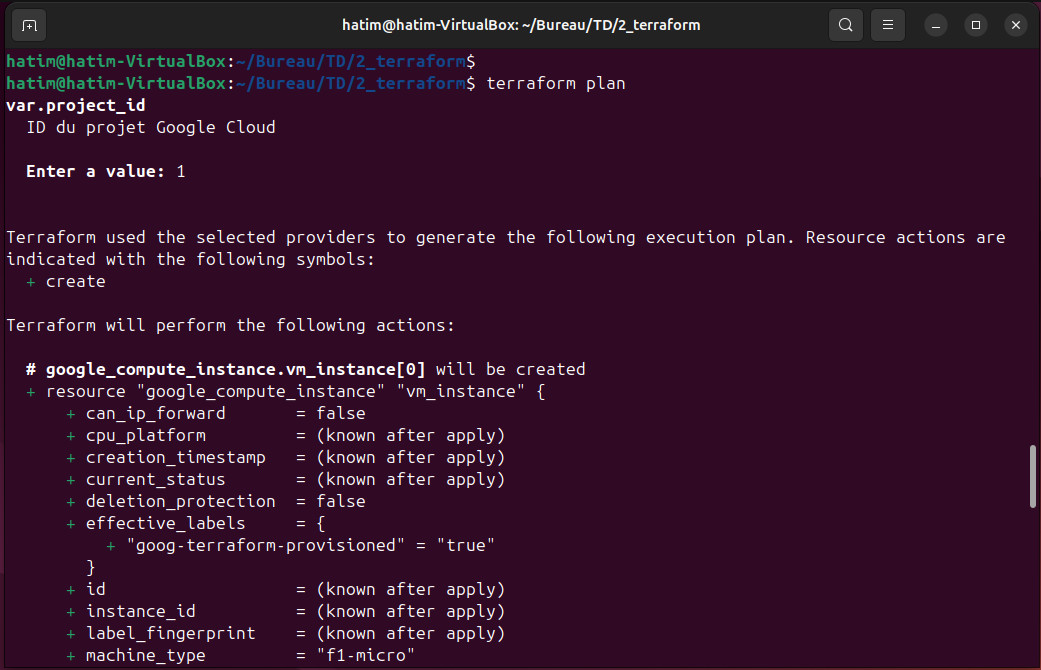 hatim@hatim-VirtualBox: ~/Bureau/TD/2_terraform
hatim@hatim-VirtualBox:~/Bureau/TD/2_terraform$
hatim@hatim-VirtualBox:~/Bureau/TD/2_terraform$ terraform plan
var.project_id
  ID du projet Google Cloud

  Enter a value: 1


Terraform used the selected providers to generate the following execution plan. Resource actions are
indicated with the following symbols:
  + create

Terraform will perform the following actions:

  # google_compute_instance.vm_instance[0] will be created
  + resource "google_compute_instance" "vm_instance" {
      + can_ip_forward       = false
      + cpu_platform         = (known after apply)
      + creation_timestamp   = (known after apply)
      + current_status       = (known after apply)
      + deletion_protection  = false
      + effective_labels     = {
          + "goog-terraform-provisioned" = "true"
        }
      + id                   = (known after apply)
      + instance_id          = (known after apply)
      + label_fingerprint    = (known after apply)
      + machine_type         = "f1-micro"